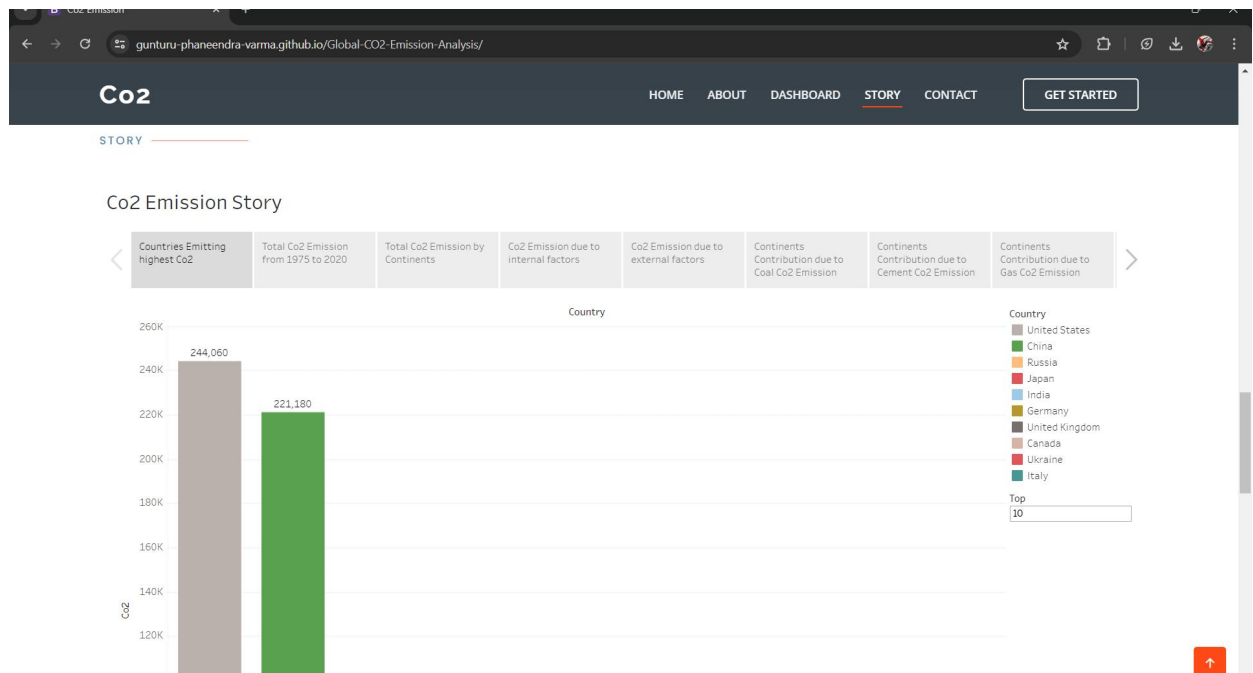 Co2 Emission
gunturu-phaneendra-varma.github.io/Global-CO2-Emission-Analysis/
Co2
HOME ABOUT DASHBOARD STORY CONTACT GET STARTED
STORY
Co2 Emission Story
Countries Emitting
highest Co2
Total Co2 Emission
from 1975 to 2020
Total Co2 Emission by
Continents
Co2 Emission due to
internal factors
Co2 Emission due to
external factors
Continents
Contribution due to
Coal Co2 Emission
Continents
Contribution due to
Cement Co2 Emission
Continents
Contribution due to
Gas Co2 Emission
Country
260K
244,060
240K
221,180
220K
200K
180K
160K
140K
120K
Co2
Country
United States
China
Russia
Japan
India
Germany
United Kingdom
Canada
Ukraine
Italy
Top
10